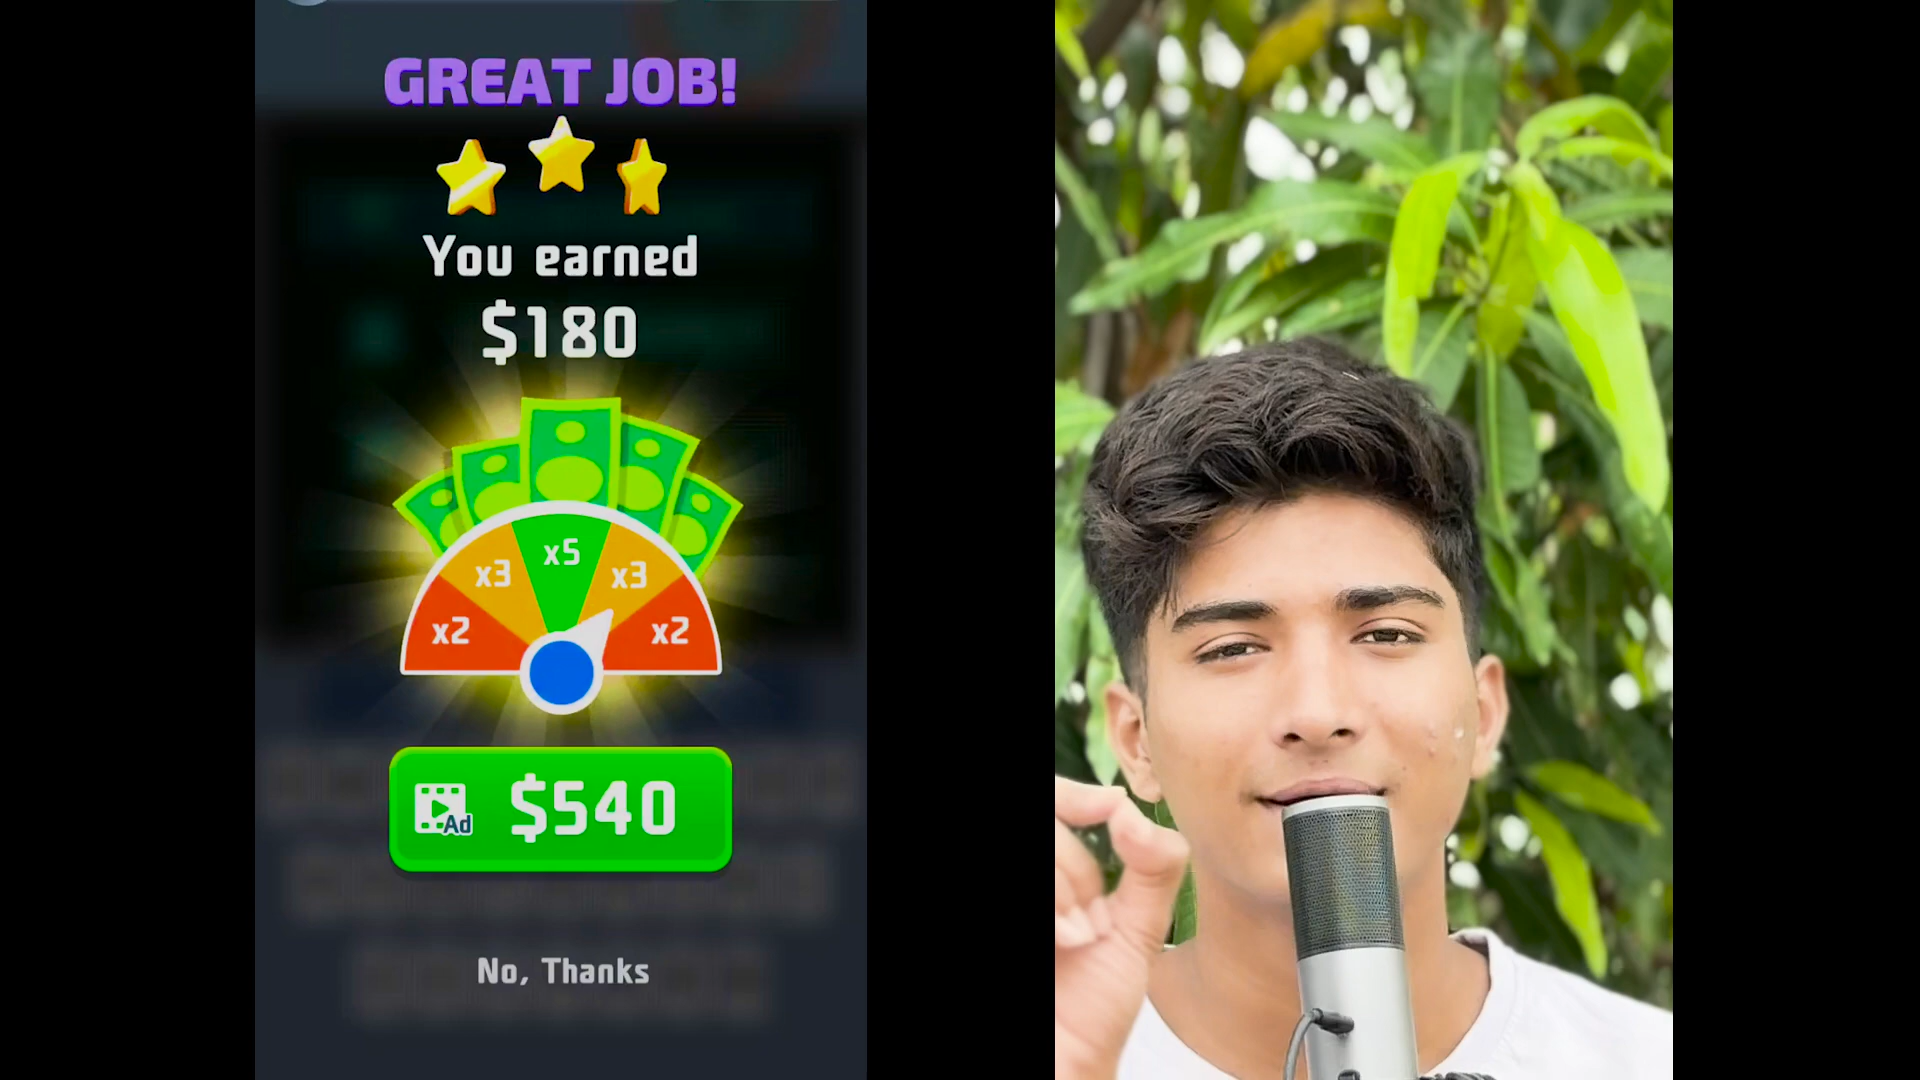 GREAT JOB!
You earned
$180
x2
x3
x5
x3
x2
Ad
$540
No, Thanks